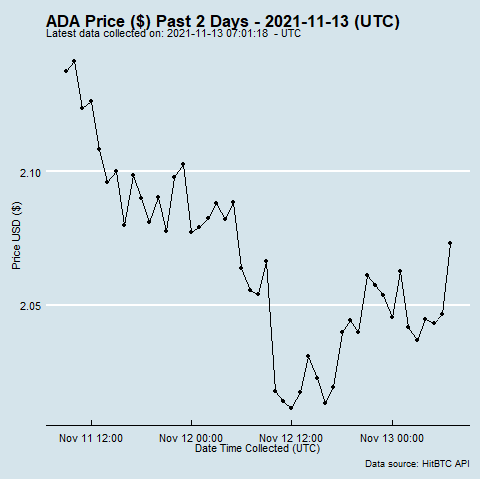 ADA Price ($) Past 2 Days - 2021-11-13 (UTC)
Latest data collected on: 2021-11-13 07:01:18  - UTC
Price USD ($)
2.10
2.05
Nov 11 12:00 Nov 12 00:00 Nov 12 12:00 Nov 13 00:00
Date Time Collected (UTC)
Data source: HitBTC API